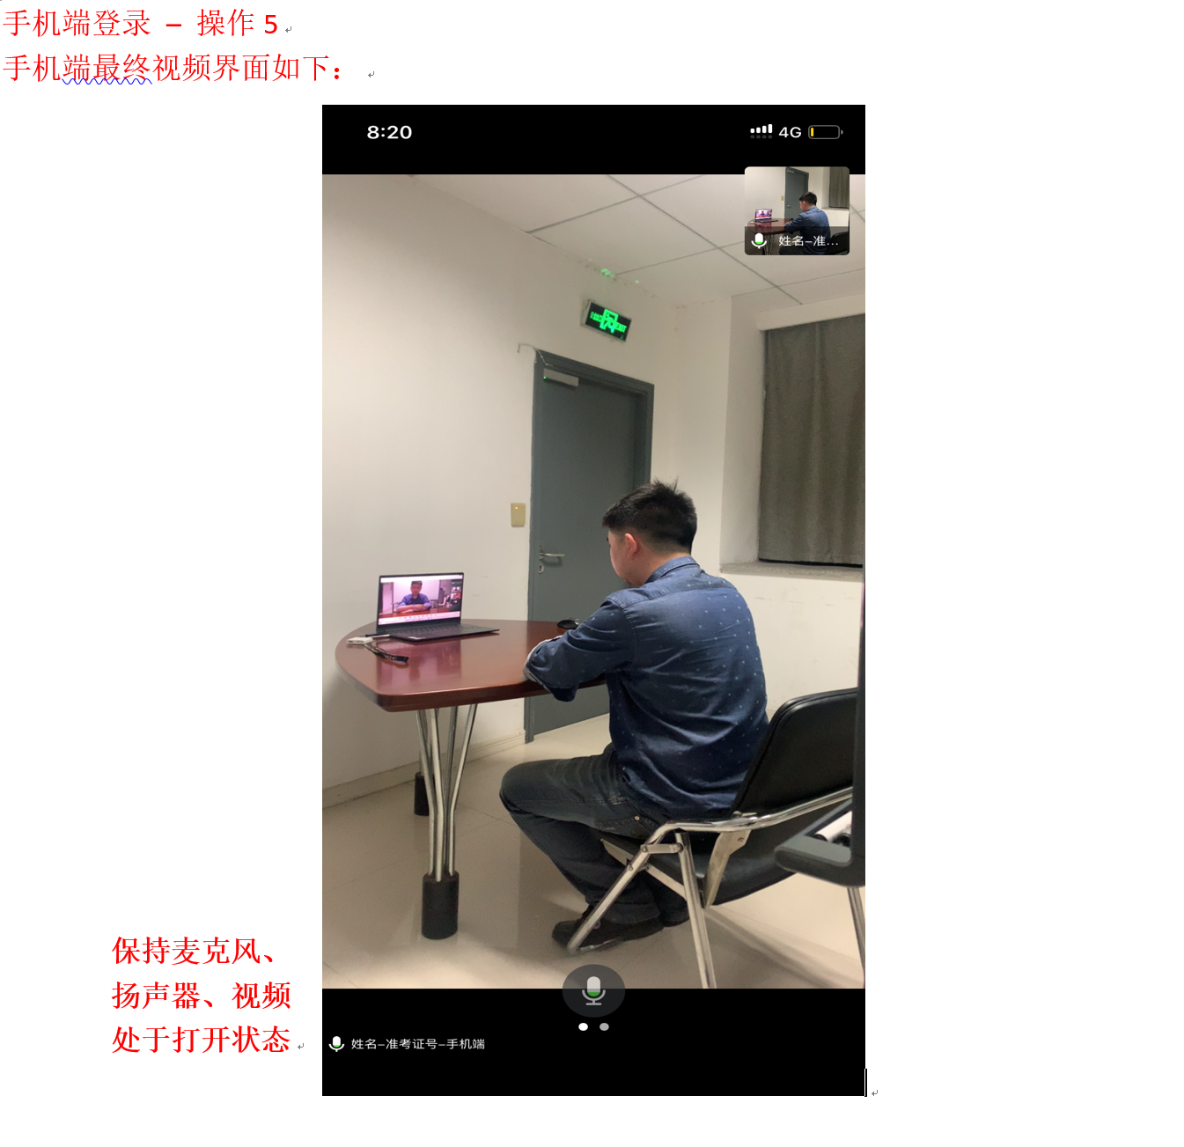 手机端登录 – 操作 5
手机端最终视频界面如下：
8:20
4G
姓名–准...
EXIT
保持麦克风、
扬声器、视频
处于打开状态
姓名–准考证号–手机端